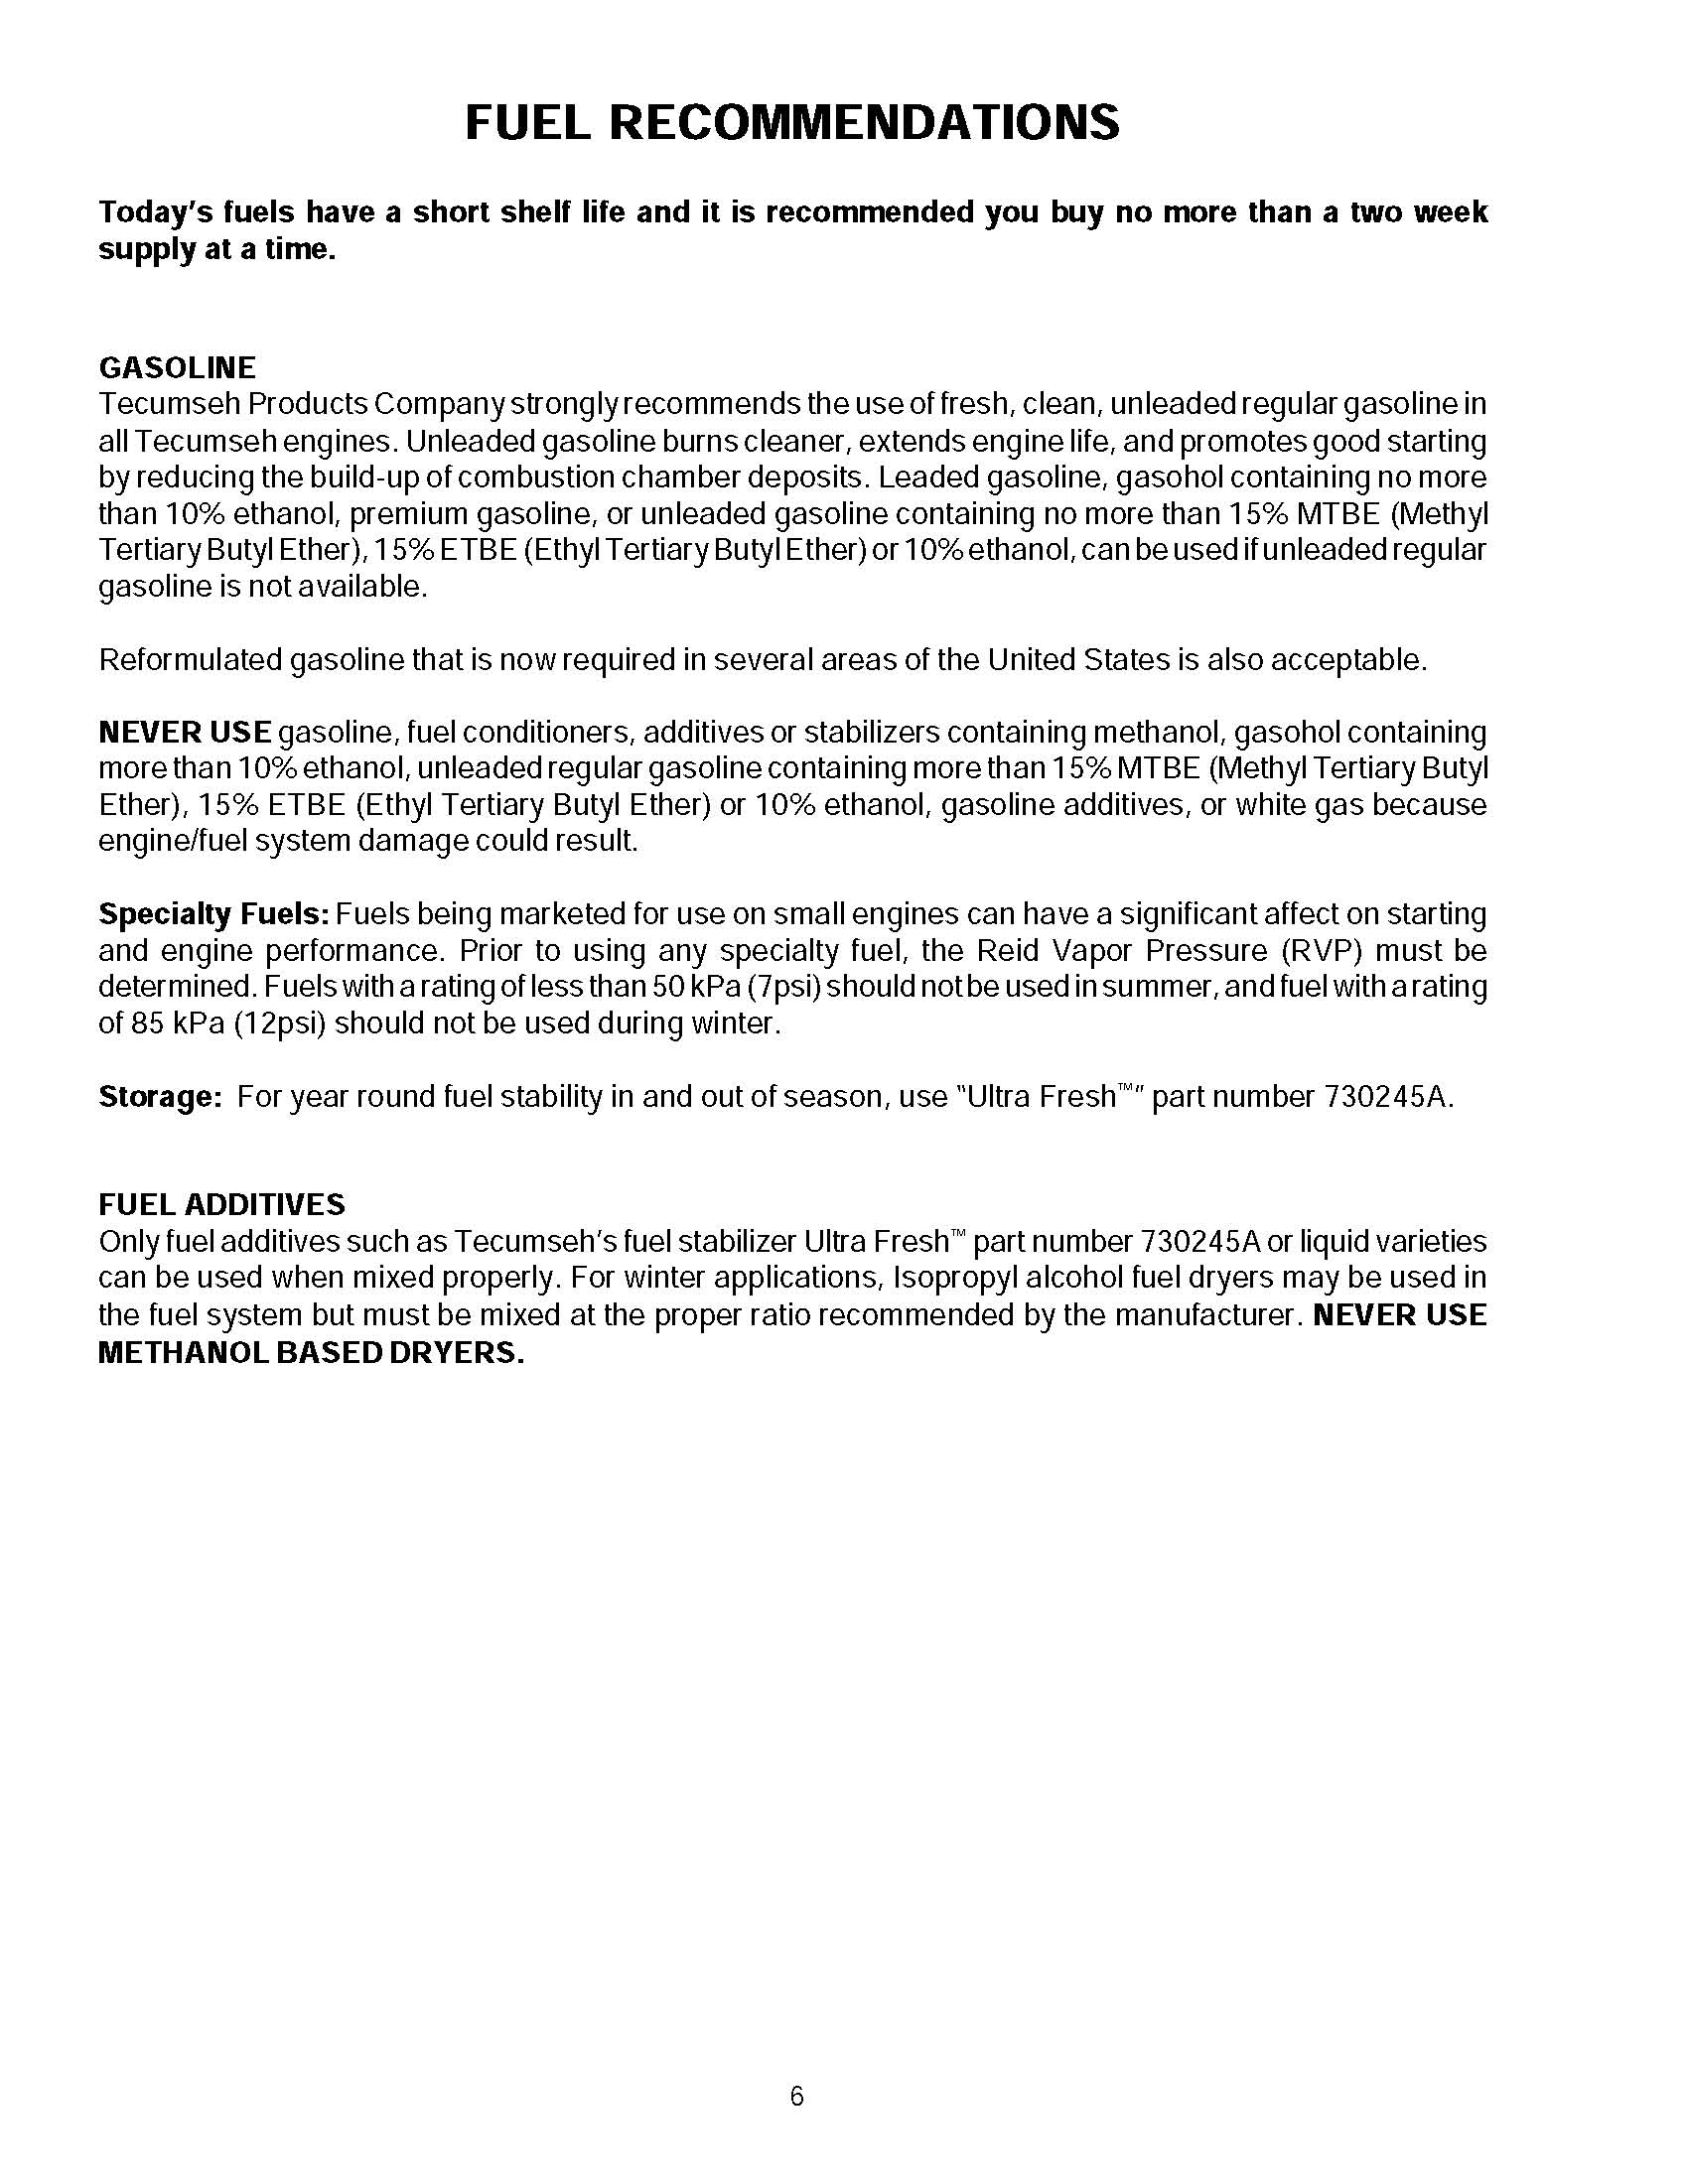 FUEL RECOMMENDATIONS
Today's fuels have a short shelf life and it is recommended you buy no more than a two week
supply at a time.
GASOLINE
Tecumseh Products Company strongly recommends the use of fresh, clean, unleaded regular gasoline in
all Tecumseh engines. Unleaded gasoline burns cleaner, extends engine life, and promotes good starting
by reducing the build-up of combustion chamber deposits. Leaded gasoline, gasohol containing no more
than 10% ethanol, premium gasoline, or unleaded gasoline containing no more than 15% MTBE (Methyl
Tertiary Butyl Ether), 15% ETBE (Ethyl Tertiary Butyl Ether) or 10% ethanol, can be used if unleaded regular
gasoline is not available.
Reformulated gasoline that is now required in several areas of the United States is also acceptable.
NEVER USE gasoline, fuel conditioners, additives or stabilizers containing methanol, gasohol containing
more than 10% ethanol, unleaded regular gasoline containing more than 15% MTBE (Methyl Tertiary Butyl
Ether), 15% ETBE (Ethyl Tertiary Butyl Ether) or 10% ethanol, gasoline additives, or white gas because
engine/fuel system damage could result.
Specialty Fuels: Fuels being marketed for use on small engines can have a significant affect on starting
and engine performance. Prior to using any specialty fuel, the Reid Vapor Pressure (RVP) must be
determined. Fuels with a rating of less than 50 kPa (7psi) should not be used in summer, and fuel with a rating
of 85 kPa (12psi) should not be used during winter.
Storage: For year round fuel stability in and out of season, use "Ultra Fresh™" part number 730245A.
FUEL ADDITIVES
Only fuel additives such as Tecumseh's fuel stabilizer Ultra Fresh™ part number 730245A or liquid varieties
can be used when mixed properly. For winter applications, Isopropyl alcohol fuel dryers may be used in
the fuel system but must be mixed at the proper ratio recommended by the manufacturer. NEVER USE
METHANOL BASED DRYERS.
6